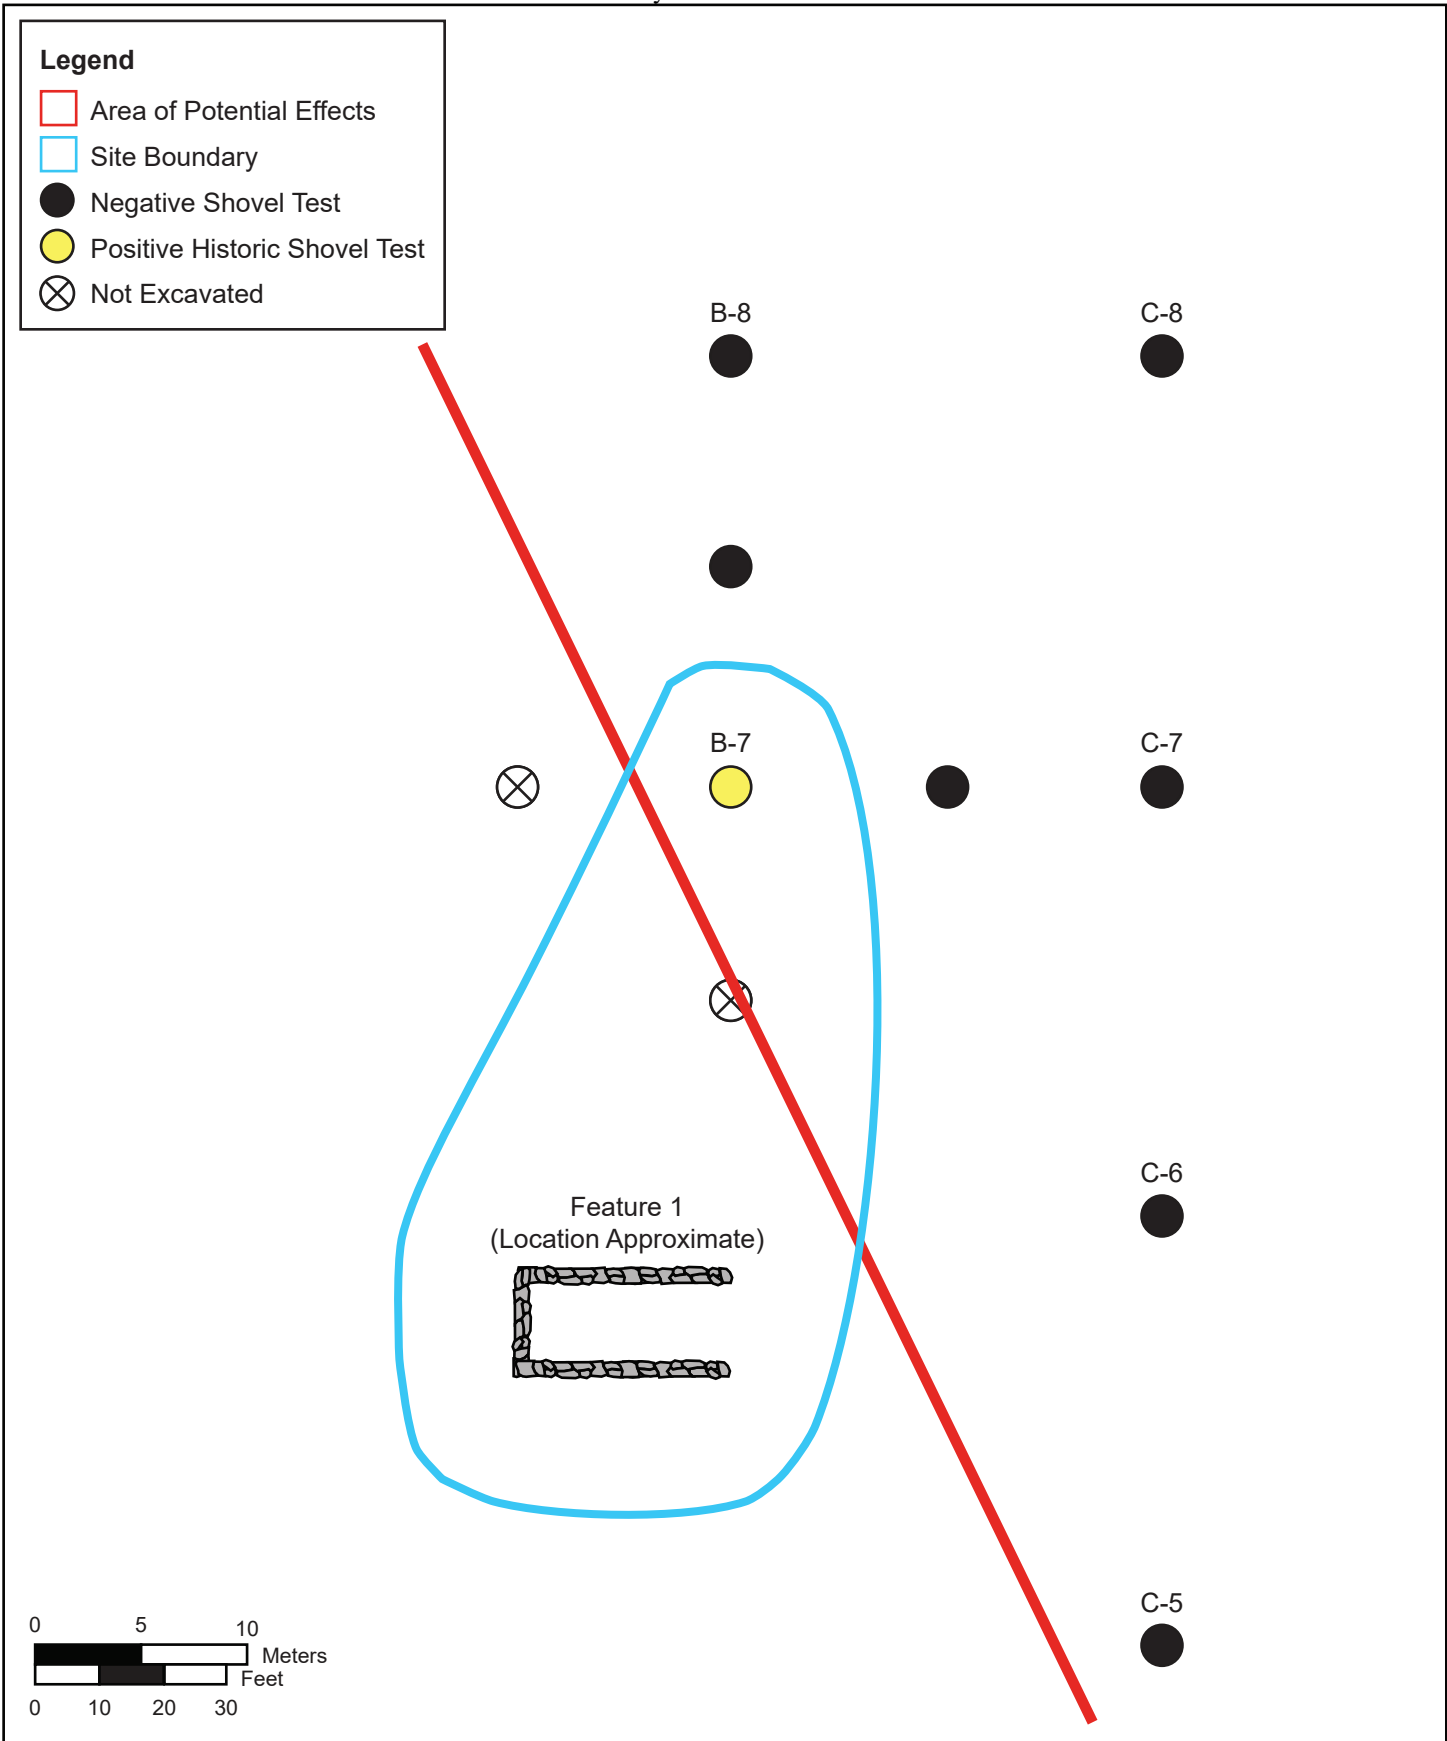 Legend
Area of Potential Effects
Site Boundary
Negative Shovel Test
Positive Historic Shovel Test
Not Excavated
B-8
C-8
B-7
C-7
C-6
Feature 1
(Location Approximate)
C-5
0 5 10
Meters
Feet
0 10 20 30